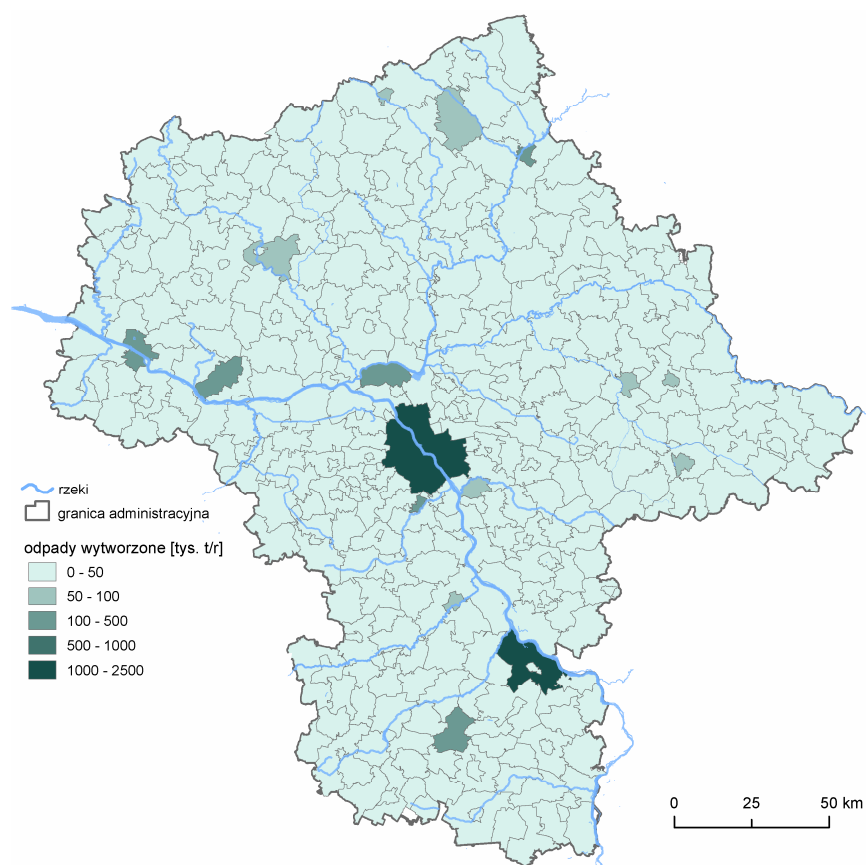 rzeki
granica administracyjna
odpady wytworzone [tys. t/r]
0 - 50
50 - 100
100 - 500
500 - 1000
1000 - 2500
0 25 50 km